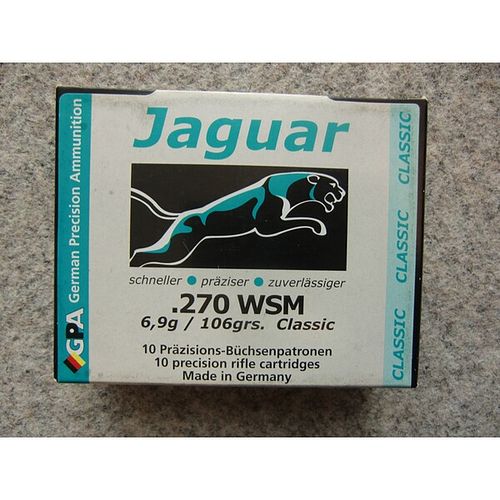 Jaguar
schneller • präziser • zuverlässiger
.270 WSM
6,9g / 106grs. Classic
10 Präzisions-Büchsenpatronen
10 precision rifle cartridges
Made in Germany
GPA German Precision Ammunition
CLASSIC CLASSIC CLASSIC